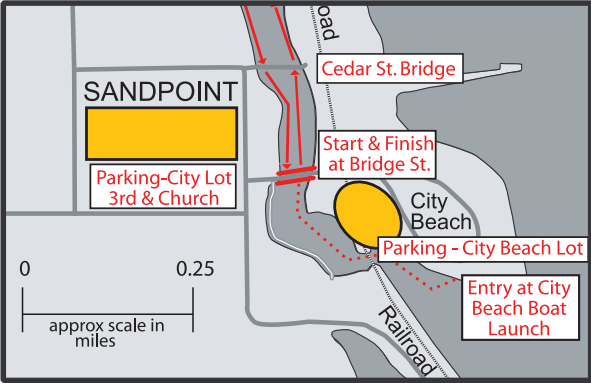 road
Cedar St. Bridge
SANDPOINT
Start & Finish
at Bridge St.
Parking-City Lot
3rd & Church
City
Beach
Parking - City Beach Lot
0
0.25
approx scale in
miles
Entry at City
Beach Boat
Launch
Railroad